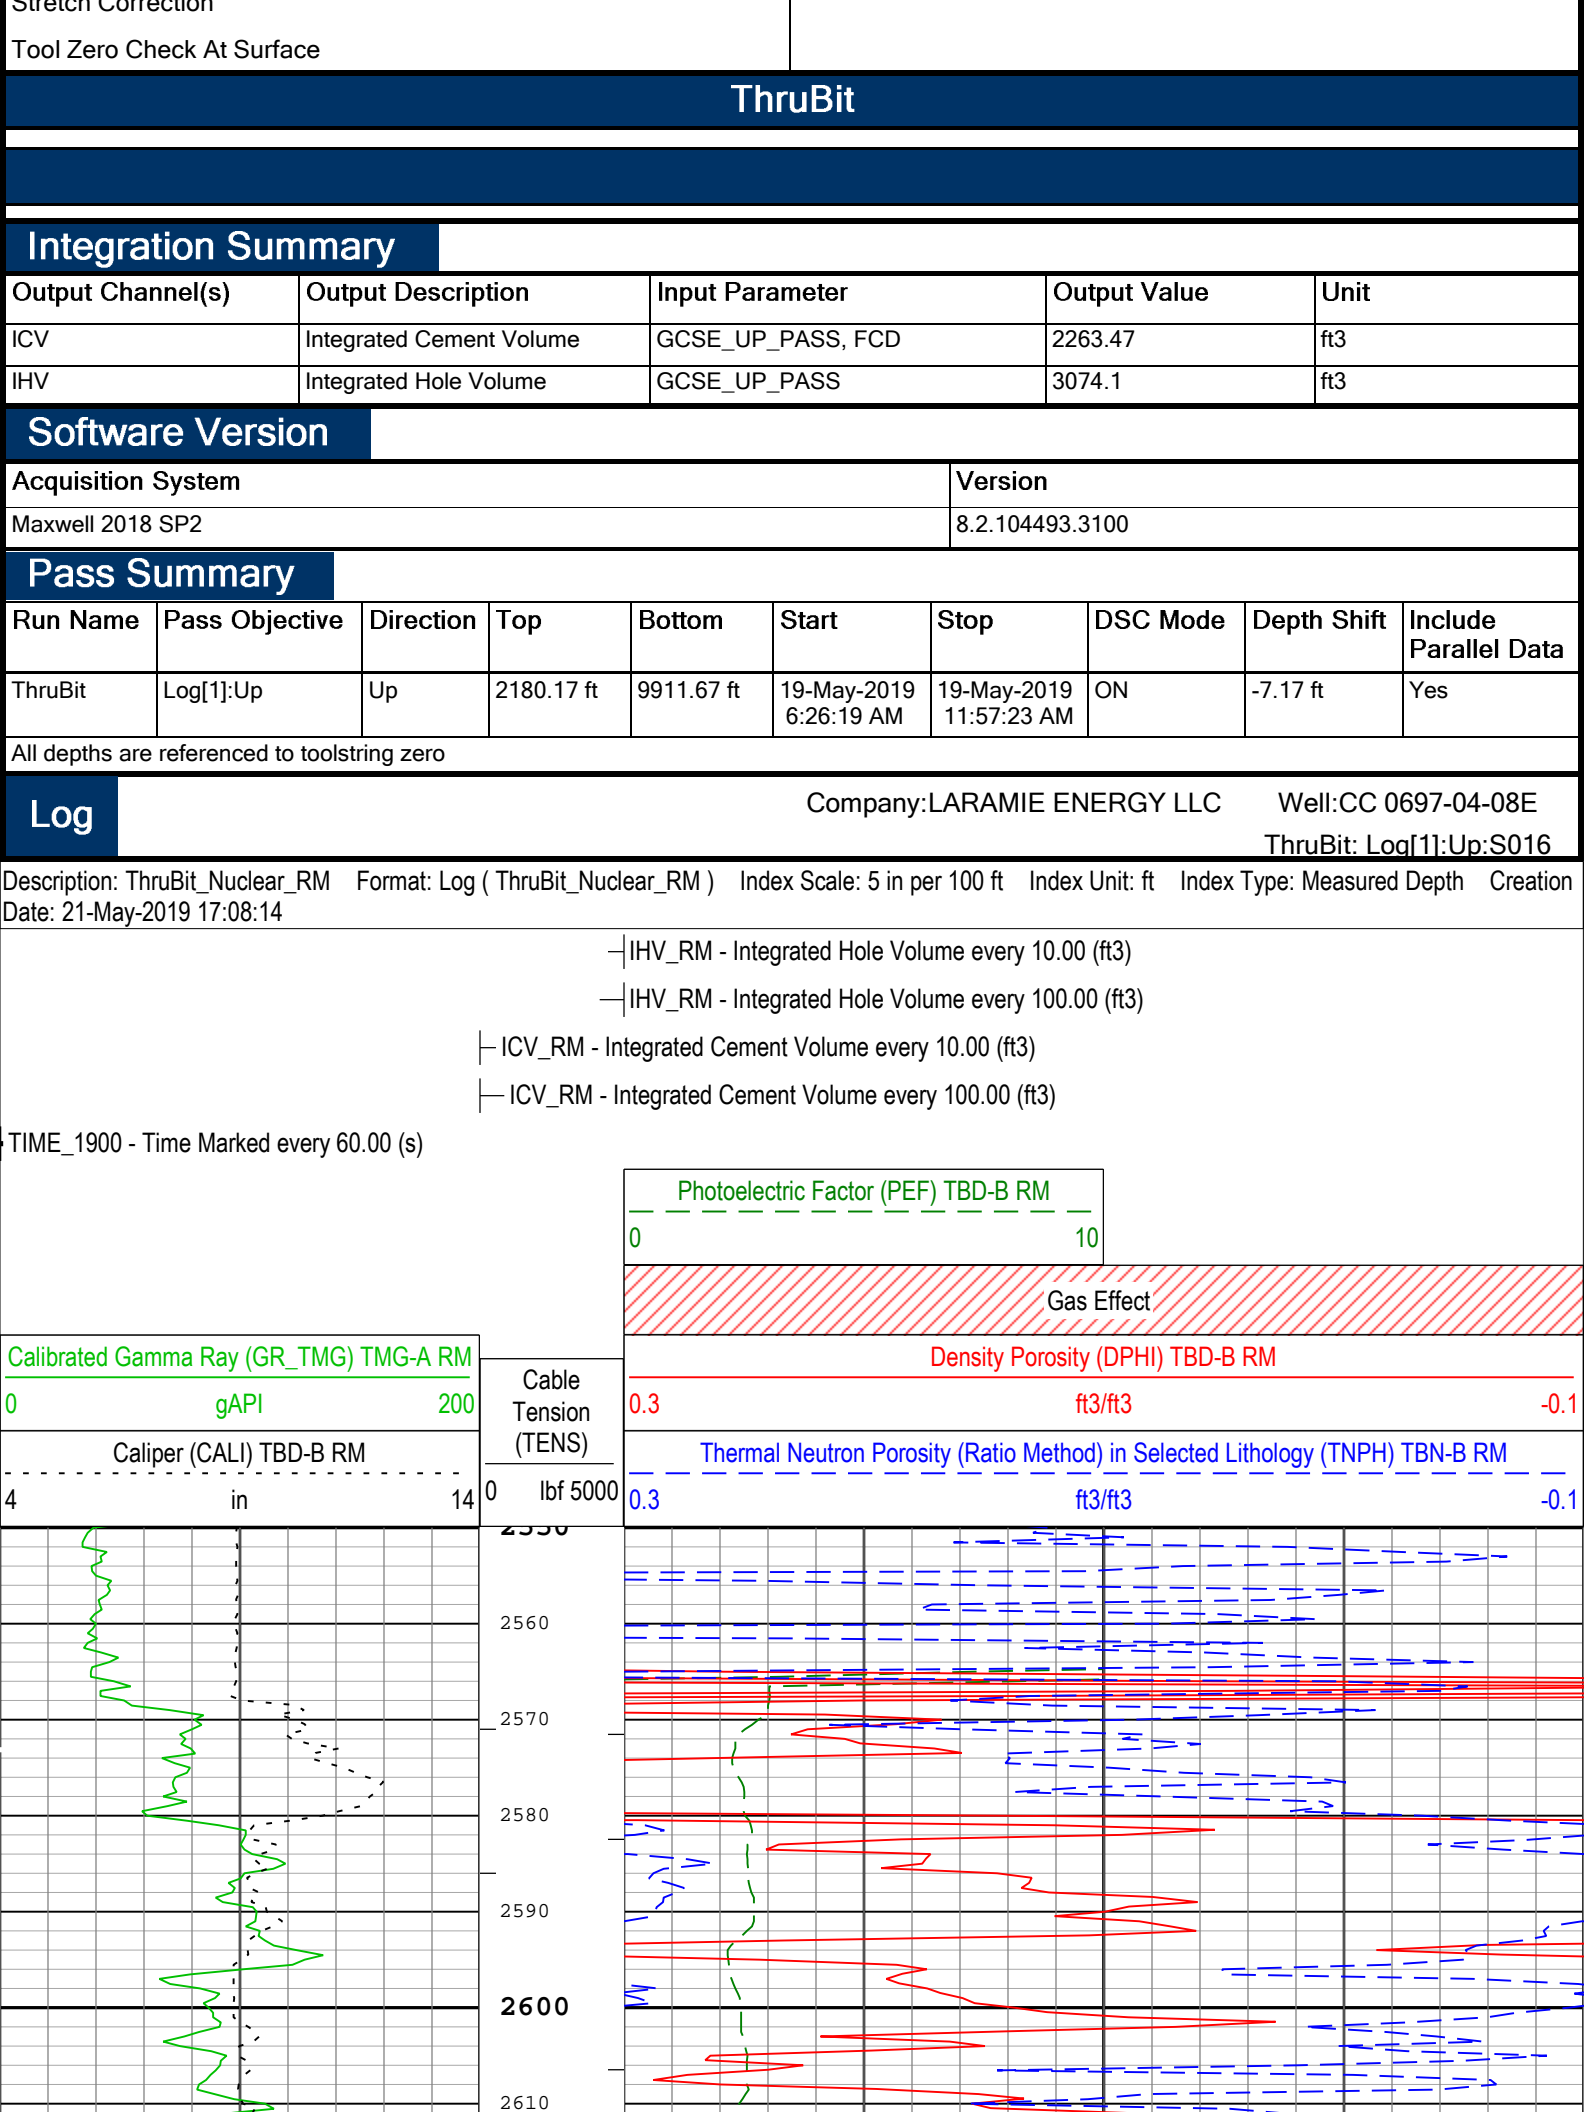 Stretch Correction
Tool Zero Check At Surface
ThruBit
Integration Summary
Output Channel(s) Output Description Input Parameter Output Value Unit
ICV Integrated Cement Volume GCSE_UP_PASS, FCD 2263.47 ft3
IHV Integrated Hole Volume GCSE_UP_PASS 3074.1 ft3
Software Version
Acquisition System Version
Maxwell 2018 SP2 8.2.104493.3100
Pass Summary
Run Name Pass Objective Direction Top Bottom Start Stop DSC Mode Depth Shift Include
Parallel Data
ThruBit Log[1]:Up Up 2180.17 ft 9911.67 ft 19-May-2019 19-May-2019 ON -7.17 ft Yes
6:26:19 AM 11:57:23 AM
All depths are referenced to toolstring zero
Log
Company:LARAMIE ENERGY LLC Well:CC 0697-04-08E
ThruBit: Log[1]:Up:S016
Description: ThruBit_Nuclear_RM Format: Log ( ThruBit_Nuclear_RM ) Index Scale: 5 in per 100 ft Index Unit: ft Index Type: Measured Depth Creation
Date: 21-May-2019 17:08:14
IHV_RM - Integrated Hole Volume every 10.00 (ft3)
IHV_RM - Integrated Hole Volume every 100.00 (ft3)
ICV_RM - Integrated Cement Volume every 10.00 (ft3)
ICV_RM - Integrated Cement Volume every 100.00 (ft3)
TIME_1900 - Time Marked every 60.00 (s)
Photoelectric Factor (PEF) TBD-B RM
0 10
Gas Effect
Calibrated Gamma Ray (GR_TMG) TMG-A RM
0 gAPI 200
Caliper (CALI) TBD-B RM
4 in 14
Cable
Tension
(TENS)
0 lbf 5000
Density Porosity (DPHI) TBD-B RM
0.3 ft3/ft3 -0.1
Thermal Neutron Porosity (Ratio Method) in Selected Lithology (TNPH) TBN-B RM
0.3 ft3/ft3 -0.1
2550
2560
2570
2580
2590
2600
2610